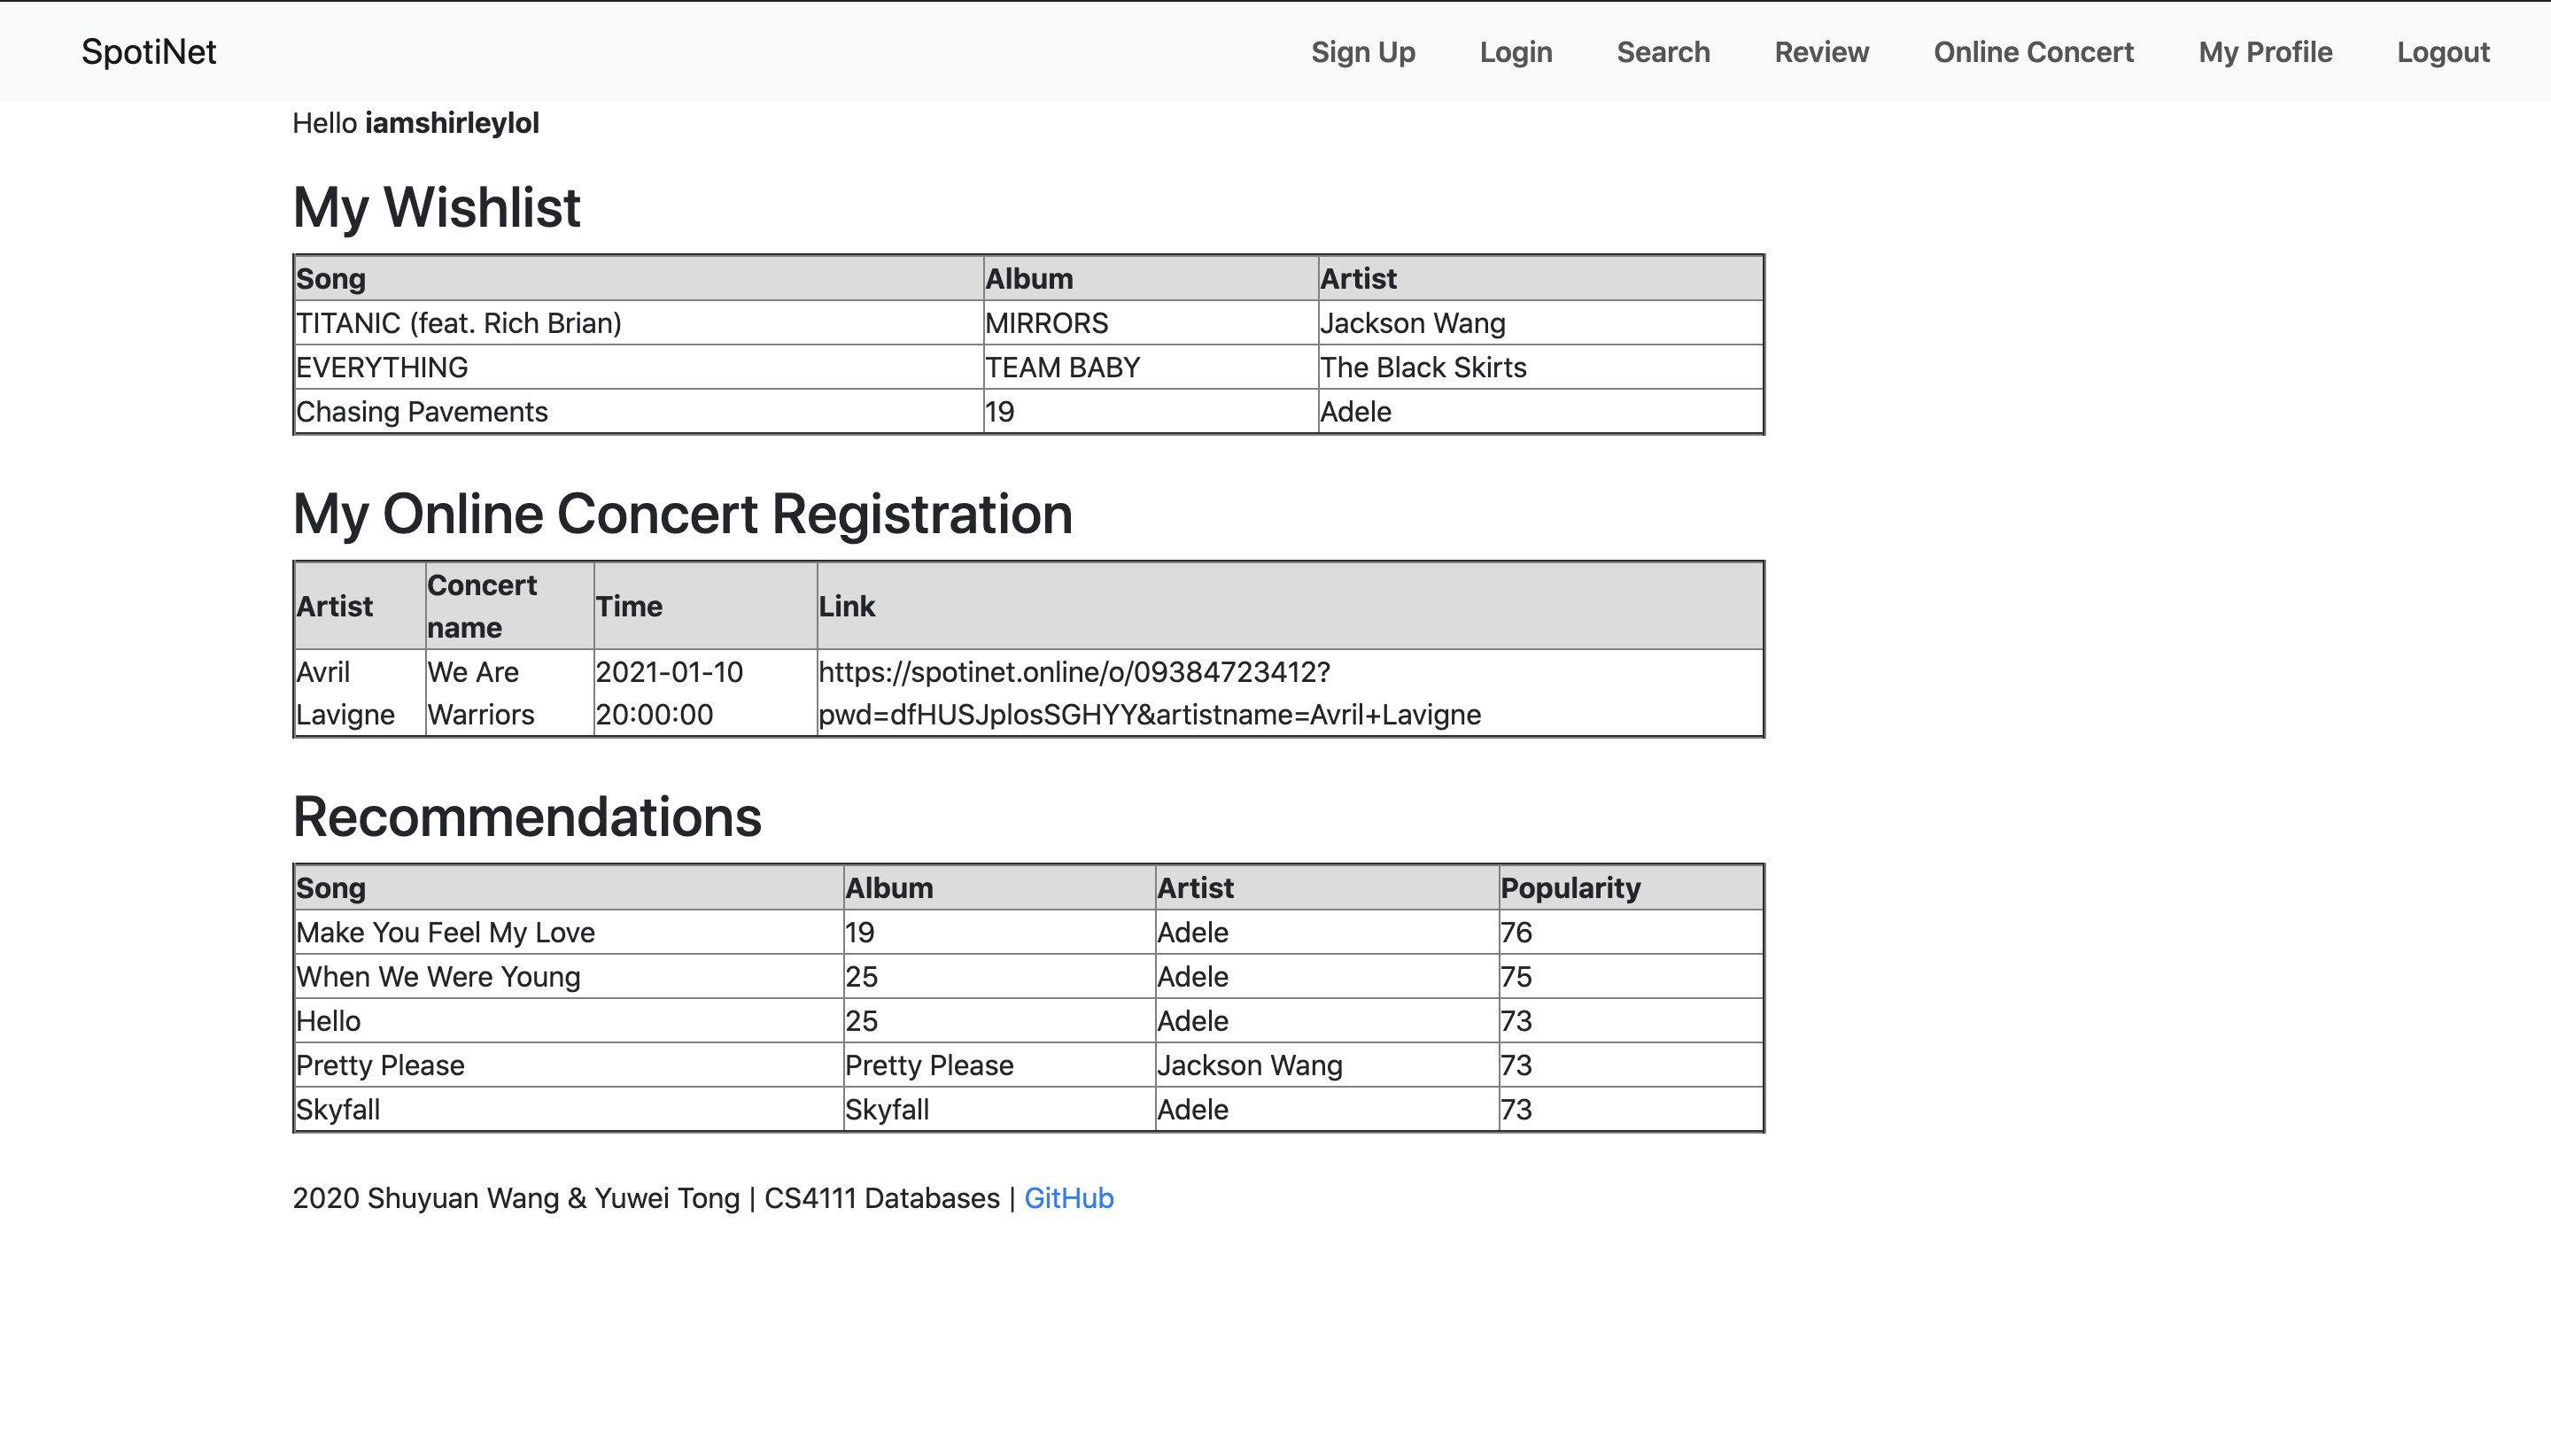 SpotiNet Sign Up Login Search Review Online Concert My Profile Logout
Hello iamshirleylol
My Wishlist
Song Album Artist
TITANIC (feat. Rich Brian) MIRRORS Jackson Wang
EVERYTHING TEAM BABY The Black Skirts
Chasing Pavements 19 Adele
My Online Concert Registration
Artist Concert name Time Link
Avril Lavigne We Are Warriors 2021-01-10 20:00:00 https://spotinet.online/o/09384723412?pwd=dfHUSJplosSGHYY&artistname=Avril+Lavigne
Recommendations
Song Album Artist Popularity
Make You Feel My Love 19 Adele 76
When We Were Young 25 Adele 75
Hello 25 Adele 73
Pretty Please Pretty Please Jackson Wang 73
Skyfall Skyfall Adele 73
2020 Shuyuan Wang & Yuwei Tong | CS4111 Databases | GitHub